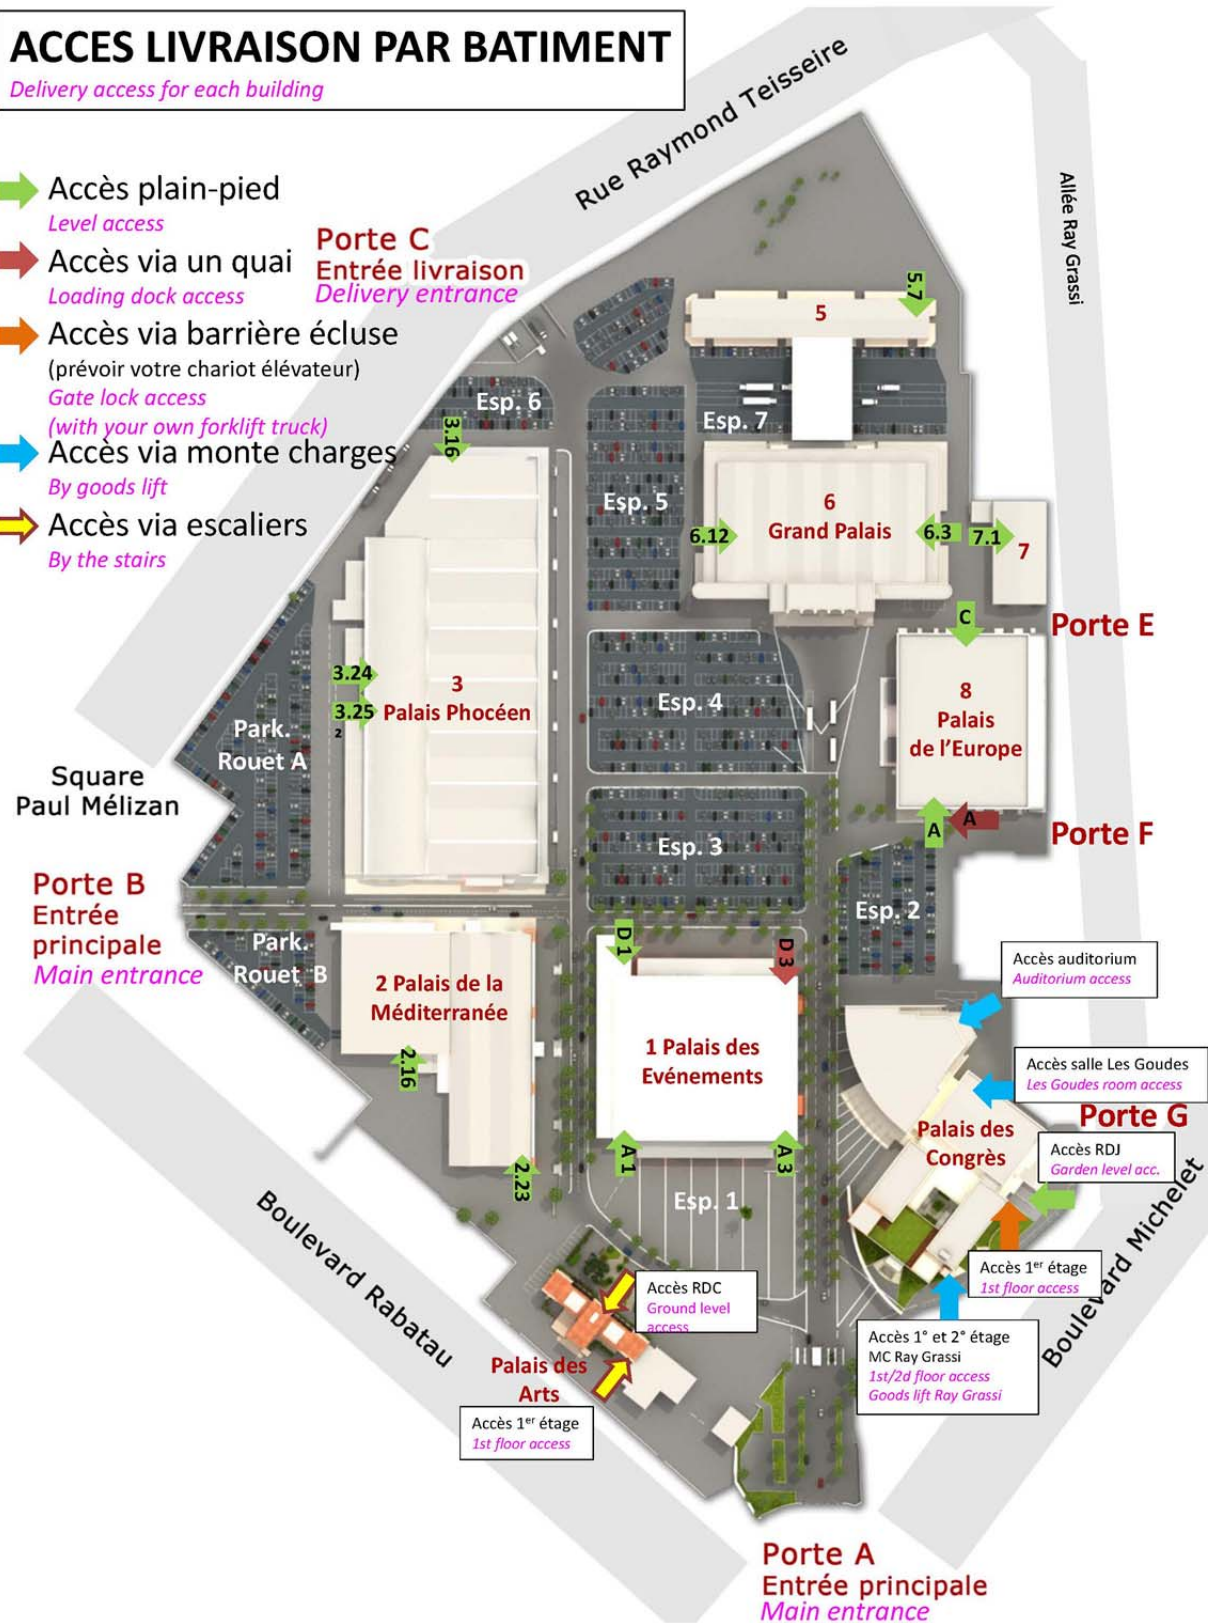 ACCES LIVRAISON PAR BATIMENT
Delivery access for each building
Accès plain-pied
Level access
Accès via un quai
Loading dock access
Accès via barrière écluse
(prévoir votre chariot élévateur)
Gate lock access
(with your own forklift truck)
Accès via monte charges
By goods lift
Accès via escaliers
By the stairs
Rue Raymond Teisseire
Allée Ray Grassi
Porte C
Entrée livraison
Delivery entrance
5.7
5
Esp. 6
3.16
Esp. 7
Esp. 5
6
Grand Palais
6.12
6.3
7.1
7
C
Porte E
3.24
3.25
2
3
Palais Phocéen
Esp. 4
8
Palais
de l'Europe
Park.
Rouet A
Square
Paul Mélizan
A
A
Porte F
Esp. 3
Esp. 2
Porte B
Entrée
principale
Main entrance
Park.
Rouet B
2 Palais de la
Méditerranée
2.16
2.23
D 1
D 3
1 Palais des
Evénements
A 1
A 3
Esp. 1
Accès auditorium
Auditorium access
Accès salle Les Goudes
Les Goudes room access
Porte G
Palais des
Congrès
Accès RDJ
Garden level acc.
Accès 1er étage
1st floor access
Boulevard Michelet
Accès 1° et 2° étage
MC Ray Grassi
1st/2d floor access
Goods lift Ray Grassi
Boulevard Rabatau
Accès RDC
Ground level
access
Palais des
Arts
Accès 1er étage
1st floor access
Porte A
Entrée principale
Main entrance